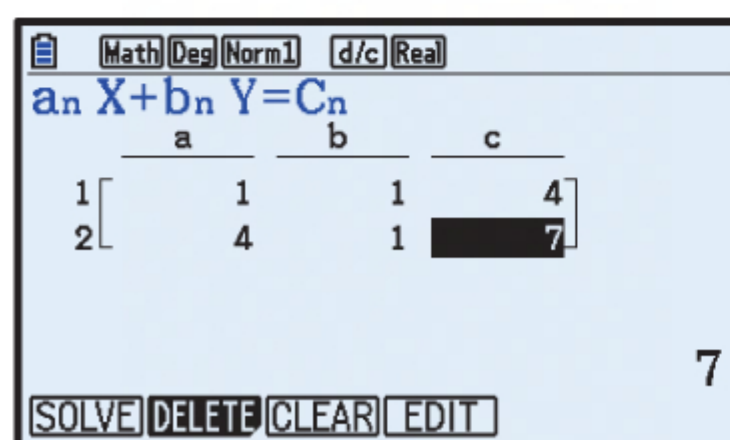 Math Deg Norm1 d/c Real
an X+bn Y=Cn
a b c
1 1 1 4
2 4 1 7
7
SOLVE DELETE CLEAR EDIT